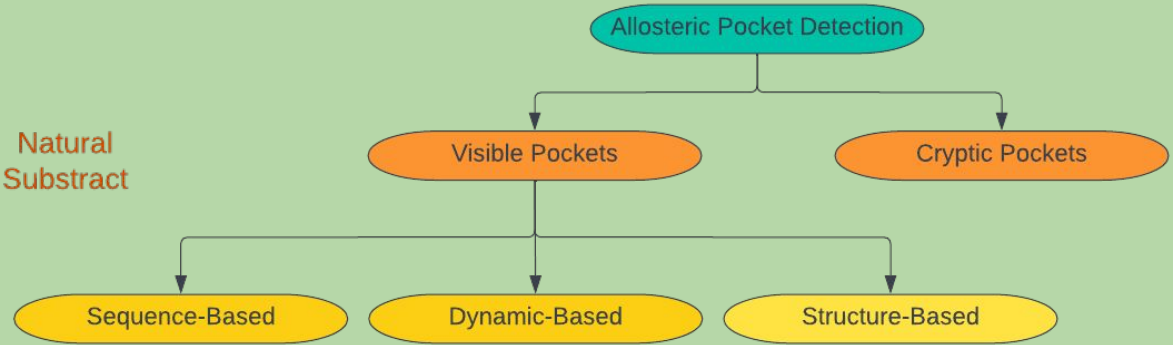 Allosteric Pocket Detection
Natural
Substract
Visible Pockets
Cryptic Pockets
Sequence-Based
Dynamic-Based
Structure-Based